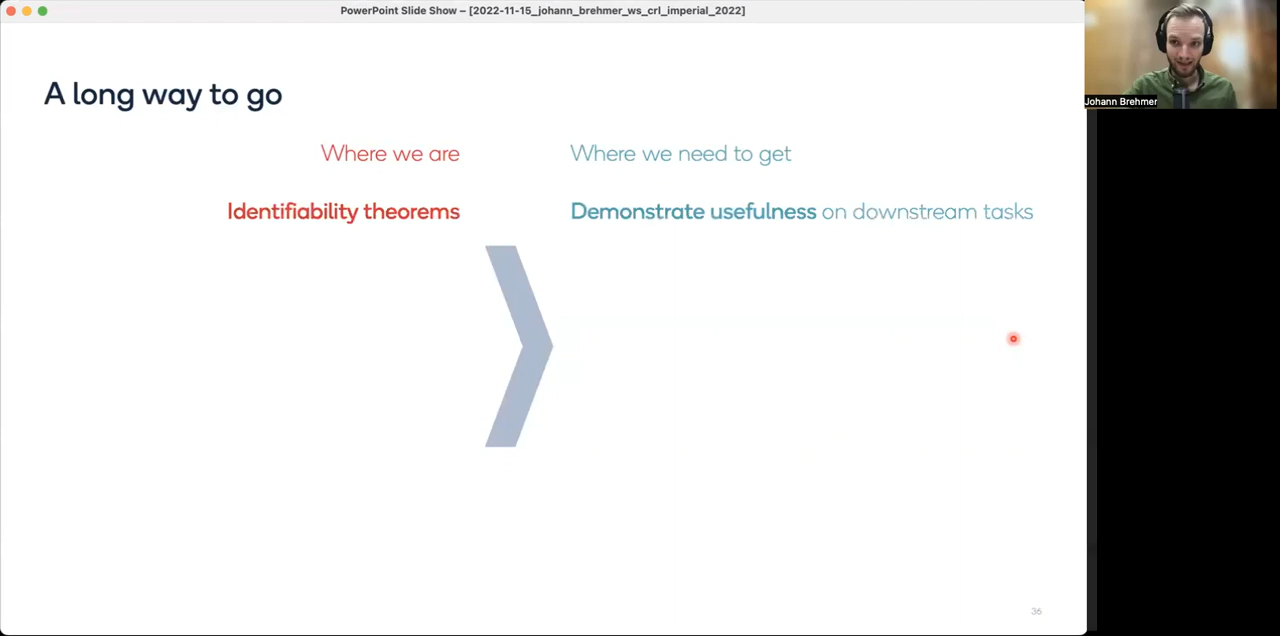 PowerPoint Slide Show – [2022-11-15_johann_brehmer_ws_crl_imperial_2022]
Johann Brehmer
A long way to go
Where we are
Where we need to get
Identifiability theorems
Demonstrate usefulness on downstream tasks
36